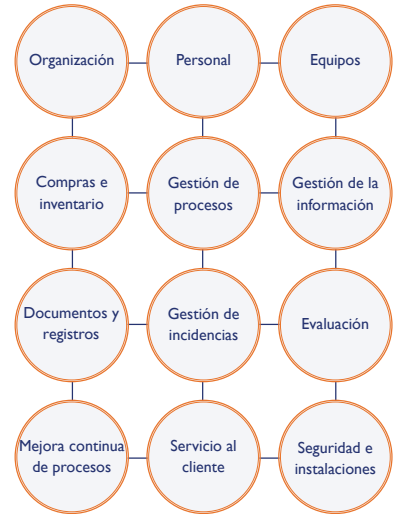 Organización
Personal
Equipos
Compras e
inventario
Gestión de
procesos
Gestión de la
información
Documentos y
registros
Gestión de
incidencias
Evaluación
Mejora continua
de procesos
Servicio al
cliente
Seguridad e
instalaciones